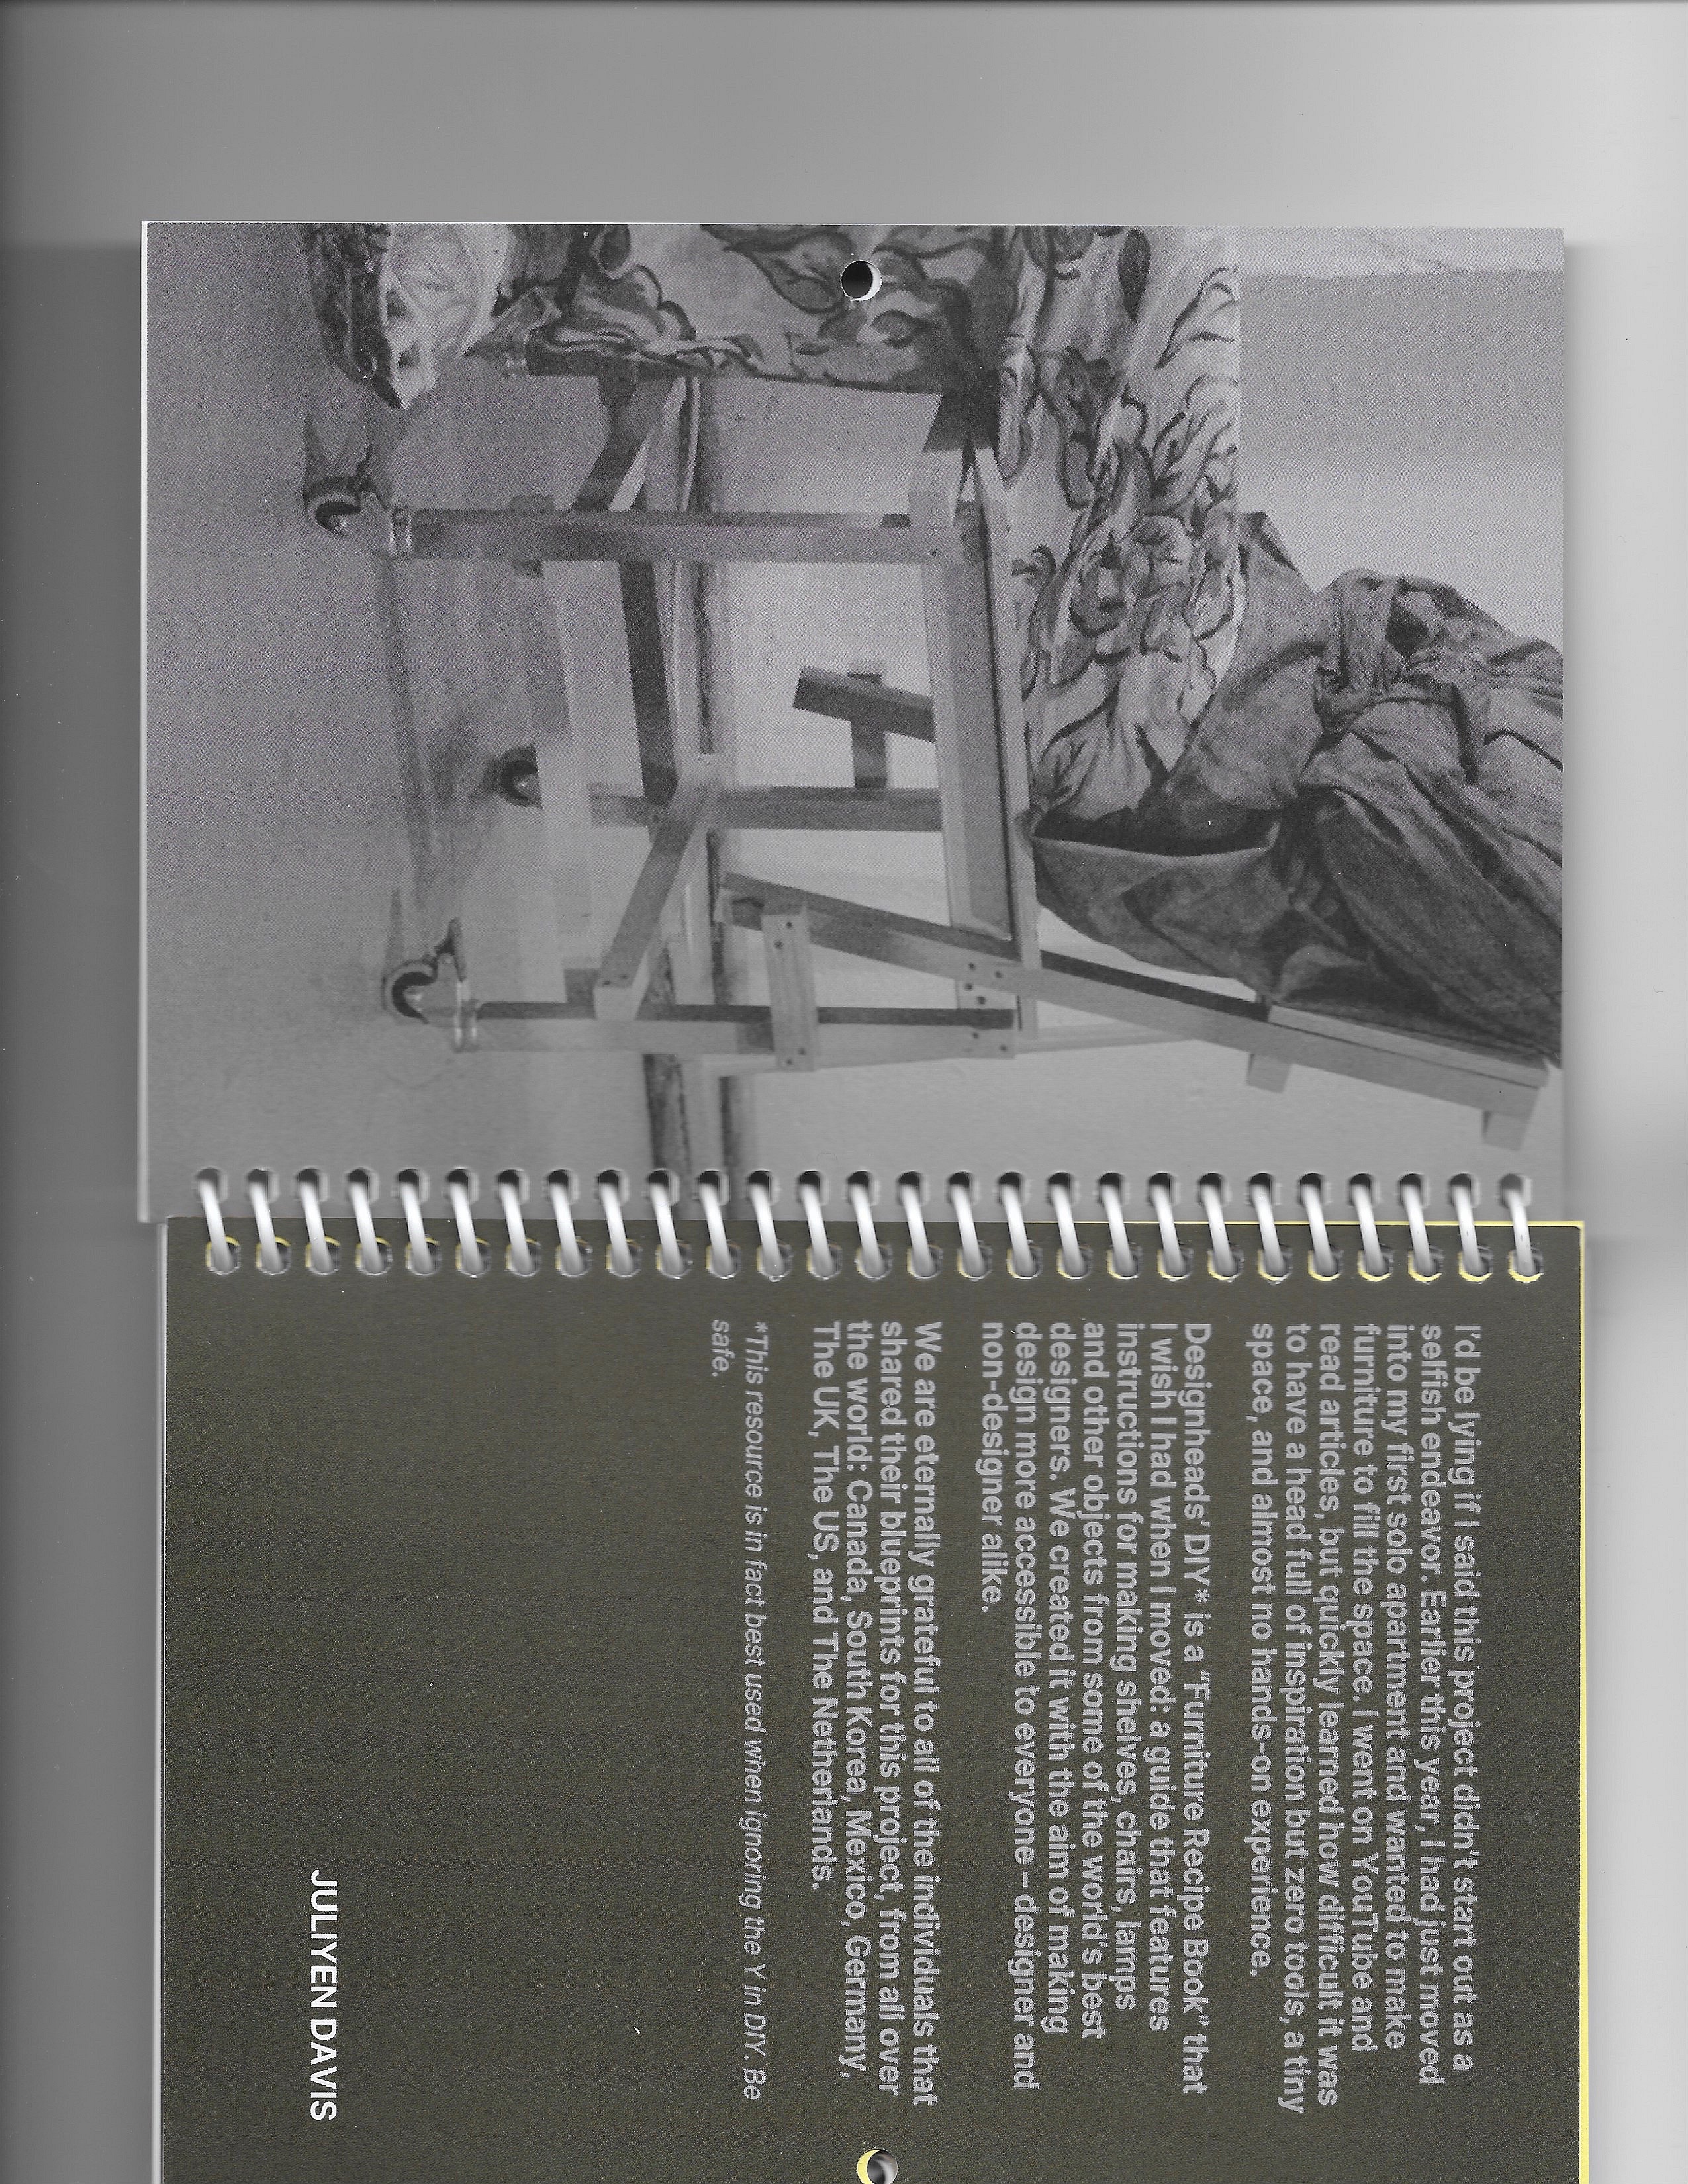 I'd be lying if I said this project didn't start out as a
selfish endeavor. Earlier this year, I had just moved
into my first solo apartment and wanted to make
furniture to fill the space. I went on YouTube and
read articles, but quickly learned how difficult it was
to have a head full of inspiration but zero tools, a tiny
space, and almost no hands-on experience.
Designheads' DIY* is a “Furniture Recipe Book” that
I wish I had when I moved: a guide that features
instructions for making shelves, chairs, lamps
and other objects from some of the world's best
designers. We created it with the aim of making
design more accessible to everyone – designer and
non-designer alike.
We are eternally grateful to all of the individuals that
shared their blueprints for this project, from all over
the world: Canada, South Korea, Mexico, Germany,
The UK, The US, and The Netherlands.
*This resource is in fact best used when ignoring the Y in DIY. Be
safe.
JULIYEN DAVIS